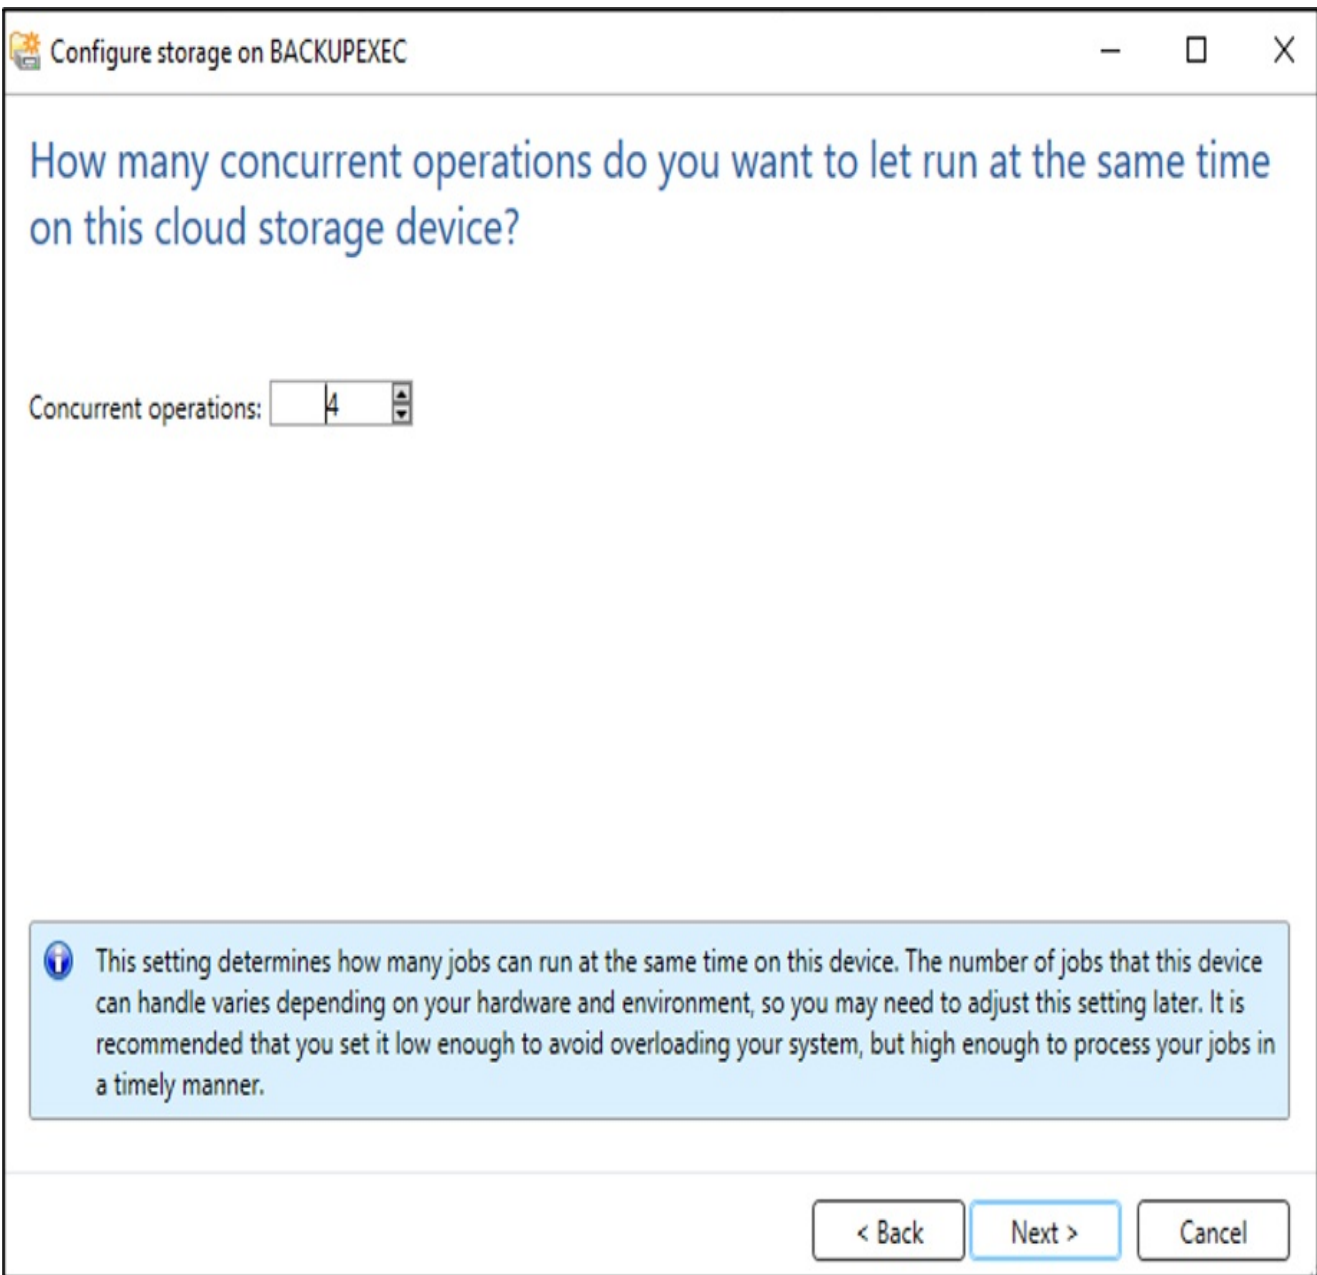 Configure storage on BACKUPEXEC
How many concurrent operations do you want to let run at the same time
on this cloud storage device?
Concurrent operations: 4
This setting determines how many jobs can run at the same time on this device. The number of jobs that this device
can handle varies depending on your hardware and environment, so you may need to adjust this setting later. It is
recommended that you set it low enough to avoid overloading your system, but high enough to process your jobs in
a timely manner.
< Back Next > Cancel